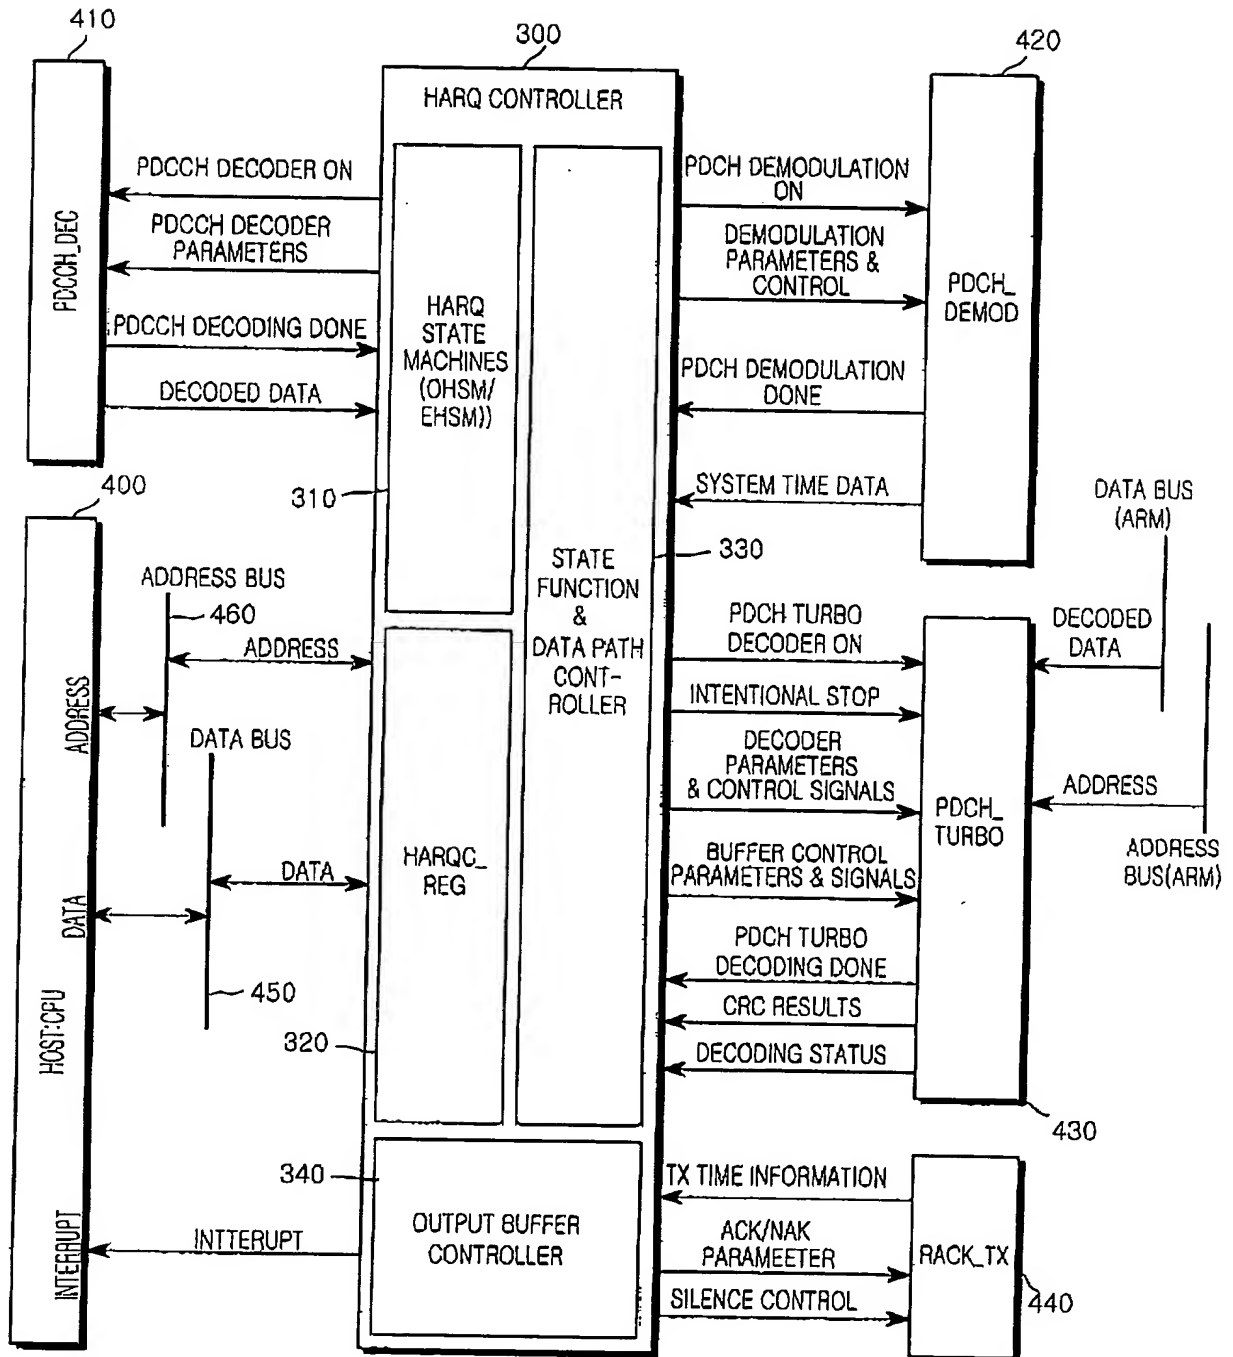 410
300
420
HARQ CONTROLLER
PDCCH_DEC
PDCCH DECODER ON
PDCCH DECODER
PARAMETERS
PDCCH DECODING DONE
DECODED DATA
HARQ
STATE
MACHINES
(OHSM/
EHSM))
310
PDCH DEMODULATION
ON
DEMODULATION
PARAMETERS &
CONTROL
PDCH DEMODULATION
DONE
SYSTEM TIME DATA
PDCH_
DEMOD
400
ADDRESS BUS
460
ADDRESS
ADDRESS
DATA BUS
DATA
DATA
450
HOST:CPU
INTERRUPT
INTTERUPT
STATE
FUNCTION
&
DATA PATH
CONT-
ROLLER
330
HARQC_
REG
320
340
OUTPUT BUFFER
CONTROLLER
DATA BUS
(ARM)
PDCH TURBO
DECODER ON
INTENTIONAL STOP
DECODER
PARAMETERS
& CONTROL SIGNALS
BUFFER CONTROL
PARAMETERS & SIGNALS
PDCH TURBO
DECODING DONE
CRC RESULTS
DECODING STATUS
PDCH_
TURBO
DECODED
DATA
ADDRESS
ADDRESS
BUS(ARM)
430
TX TIME INFORMATION
ACK/NAK
PARAMEETER
SILENCE CONTROL
RACK_TX
440